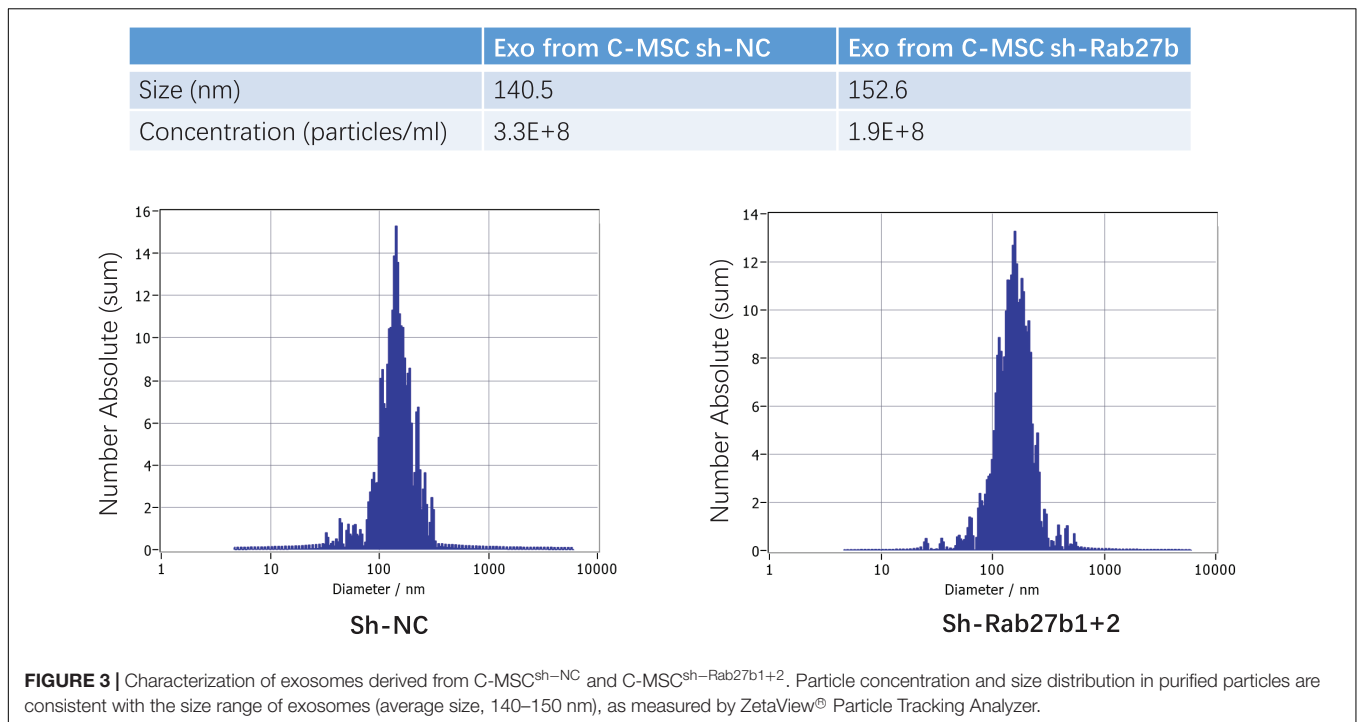 Exo from C-MSC sh-NC Exo from C-MSC sh-Rab27b
Size (nm) 140.5 152.6
Concentration (particles/ml) 3.3E+8 1.9E+8
Number Absolute (sum)
16
14
12
10
8
6
4
2
0
1 10 100 1000 10000
Diameter / nm
Sh-NC
Number Absolute (sum)
14
12
10
8
6
4
2
0
1 10 100 1000 10000
Diameter / nm
Sh-Rab27b1+2
FIGURE 3 | Characterization of exosomes derived from C-MSCsh−NC and C-MSCsh−Rab27b1+2. Particle concentration and size distribution in purified particles are
consistent with the size range of exosomes (average size, 140–150 nm), as measured by ZetaView® Particle Tracking Analyzer.